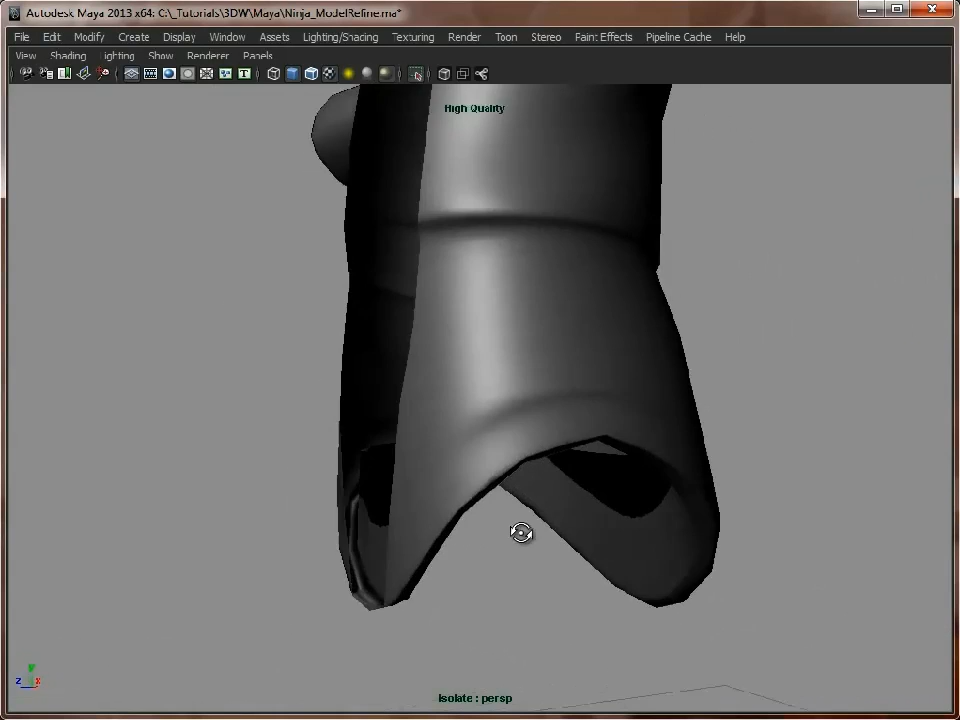 Autodesk Maya 2013 x64: C:\_Tutorials\3DW\Maya\Ninja_ModelRefine.ma*
File Edit Modify Create Display Window Assets Lighting/Shading Texturing Render Toon Stereo Paint Effects Pipeline Cache Help
View Shading Lighting Show Renderer Panels
High Quality
y
z x
Isolate : persp